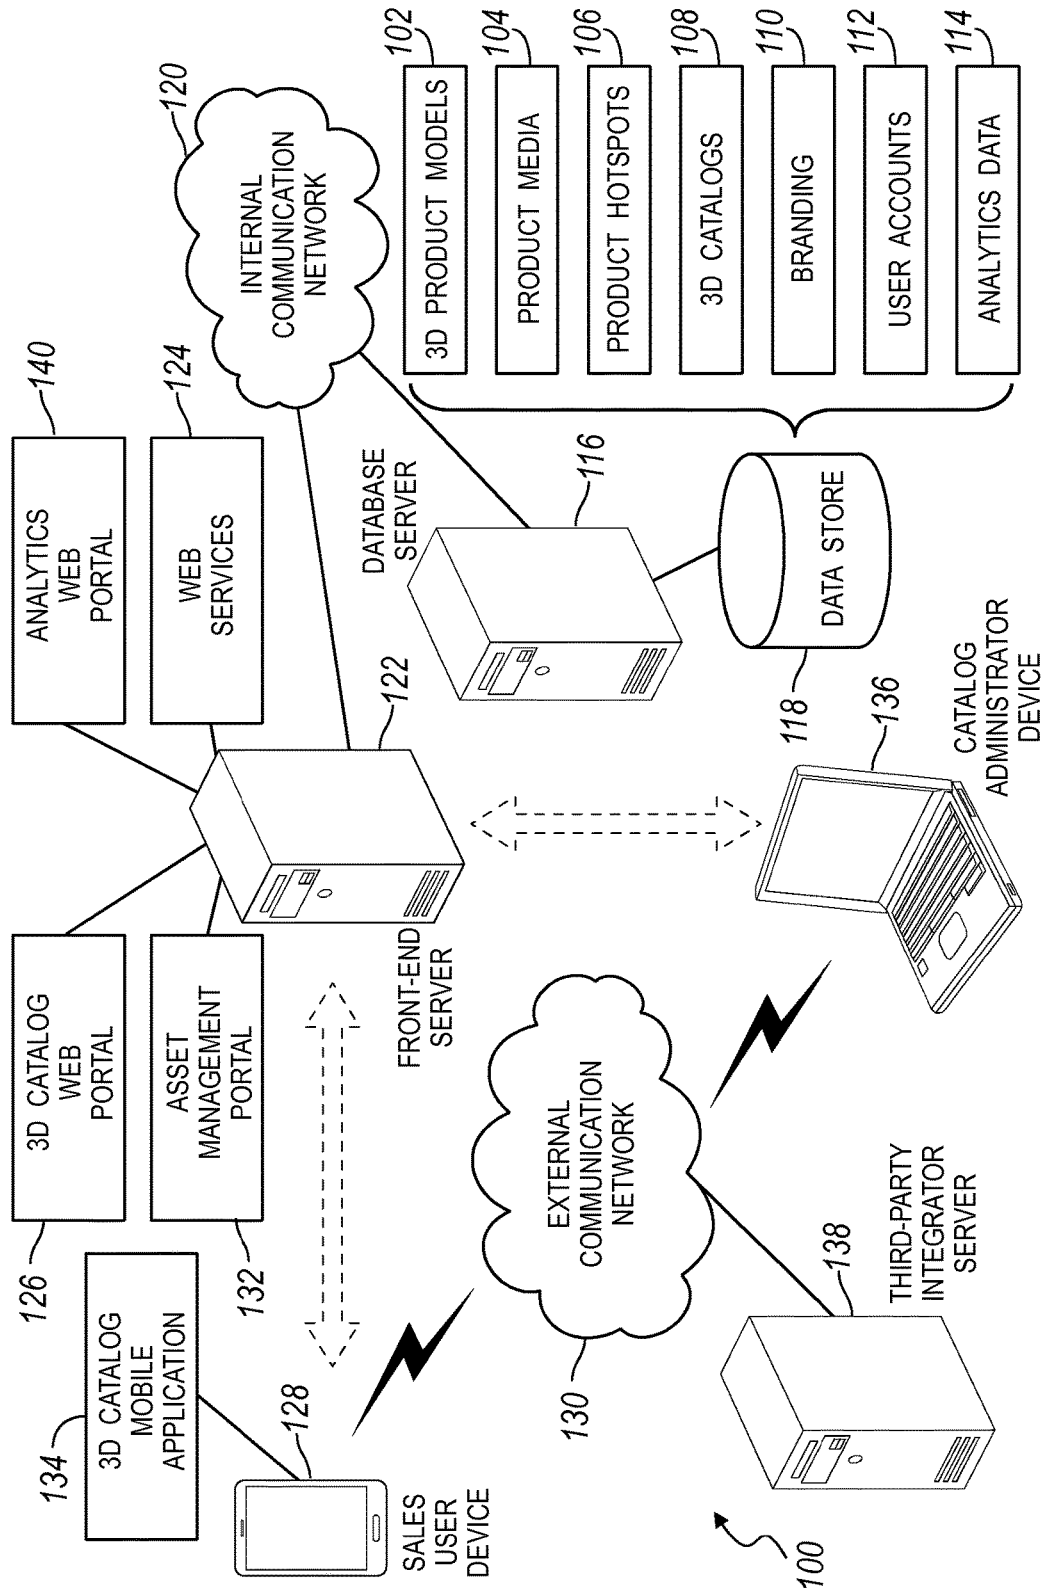 134
3D CATALOG
MOBILE
APPLICATION
126
3D CATALOG
WEB
PORTAL
ANALYTICS
WEB
PORTAL
140
132
ASSET
MANAGEMENT
PORTAL
WEB
SERVICES
124
120
INTERNAL
COMMUNICATION
NETWORK
128
SALES
USER
DEVICE
FRONT-END
SERVER
122
DATABASE
SERVER
116
102
3D PRODUCT MODELS
104
PRODUCT MEDIA
106
PRODUCT HOTSPOTS
108
3D CATALOGS
110
BRANDING
112
USER ACCOUNTS
114
ANALYTICS DATA
130
EXTERNAL
COMMUNICATION
NETWORK
118
DATA STORE
138
THIRD-PARTY
INTEGRATOR
SERVER
136
CATALOG
ADMINISTRATOR
DEVICE
100